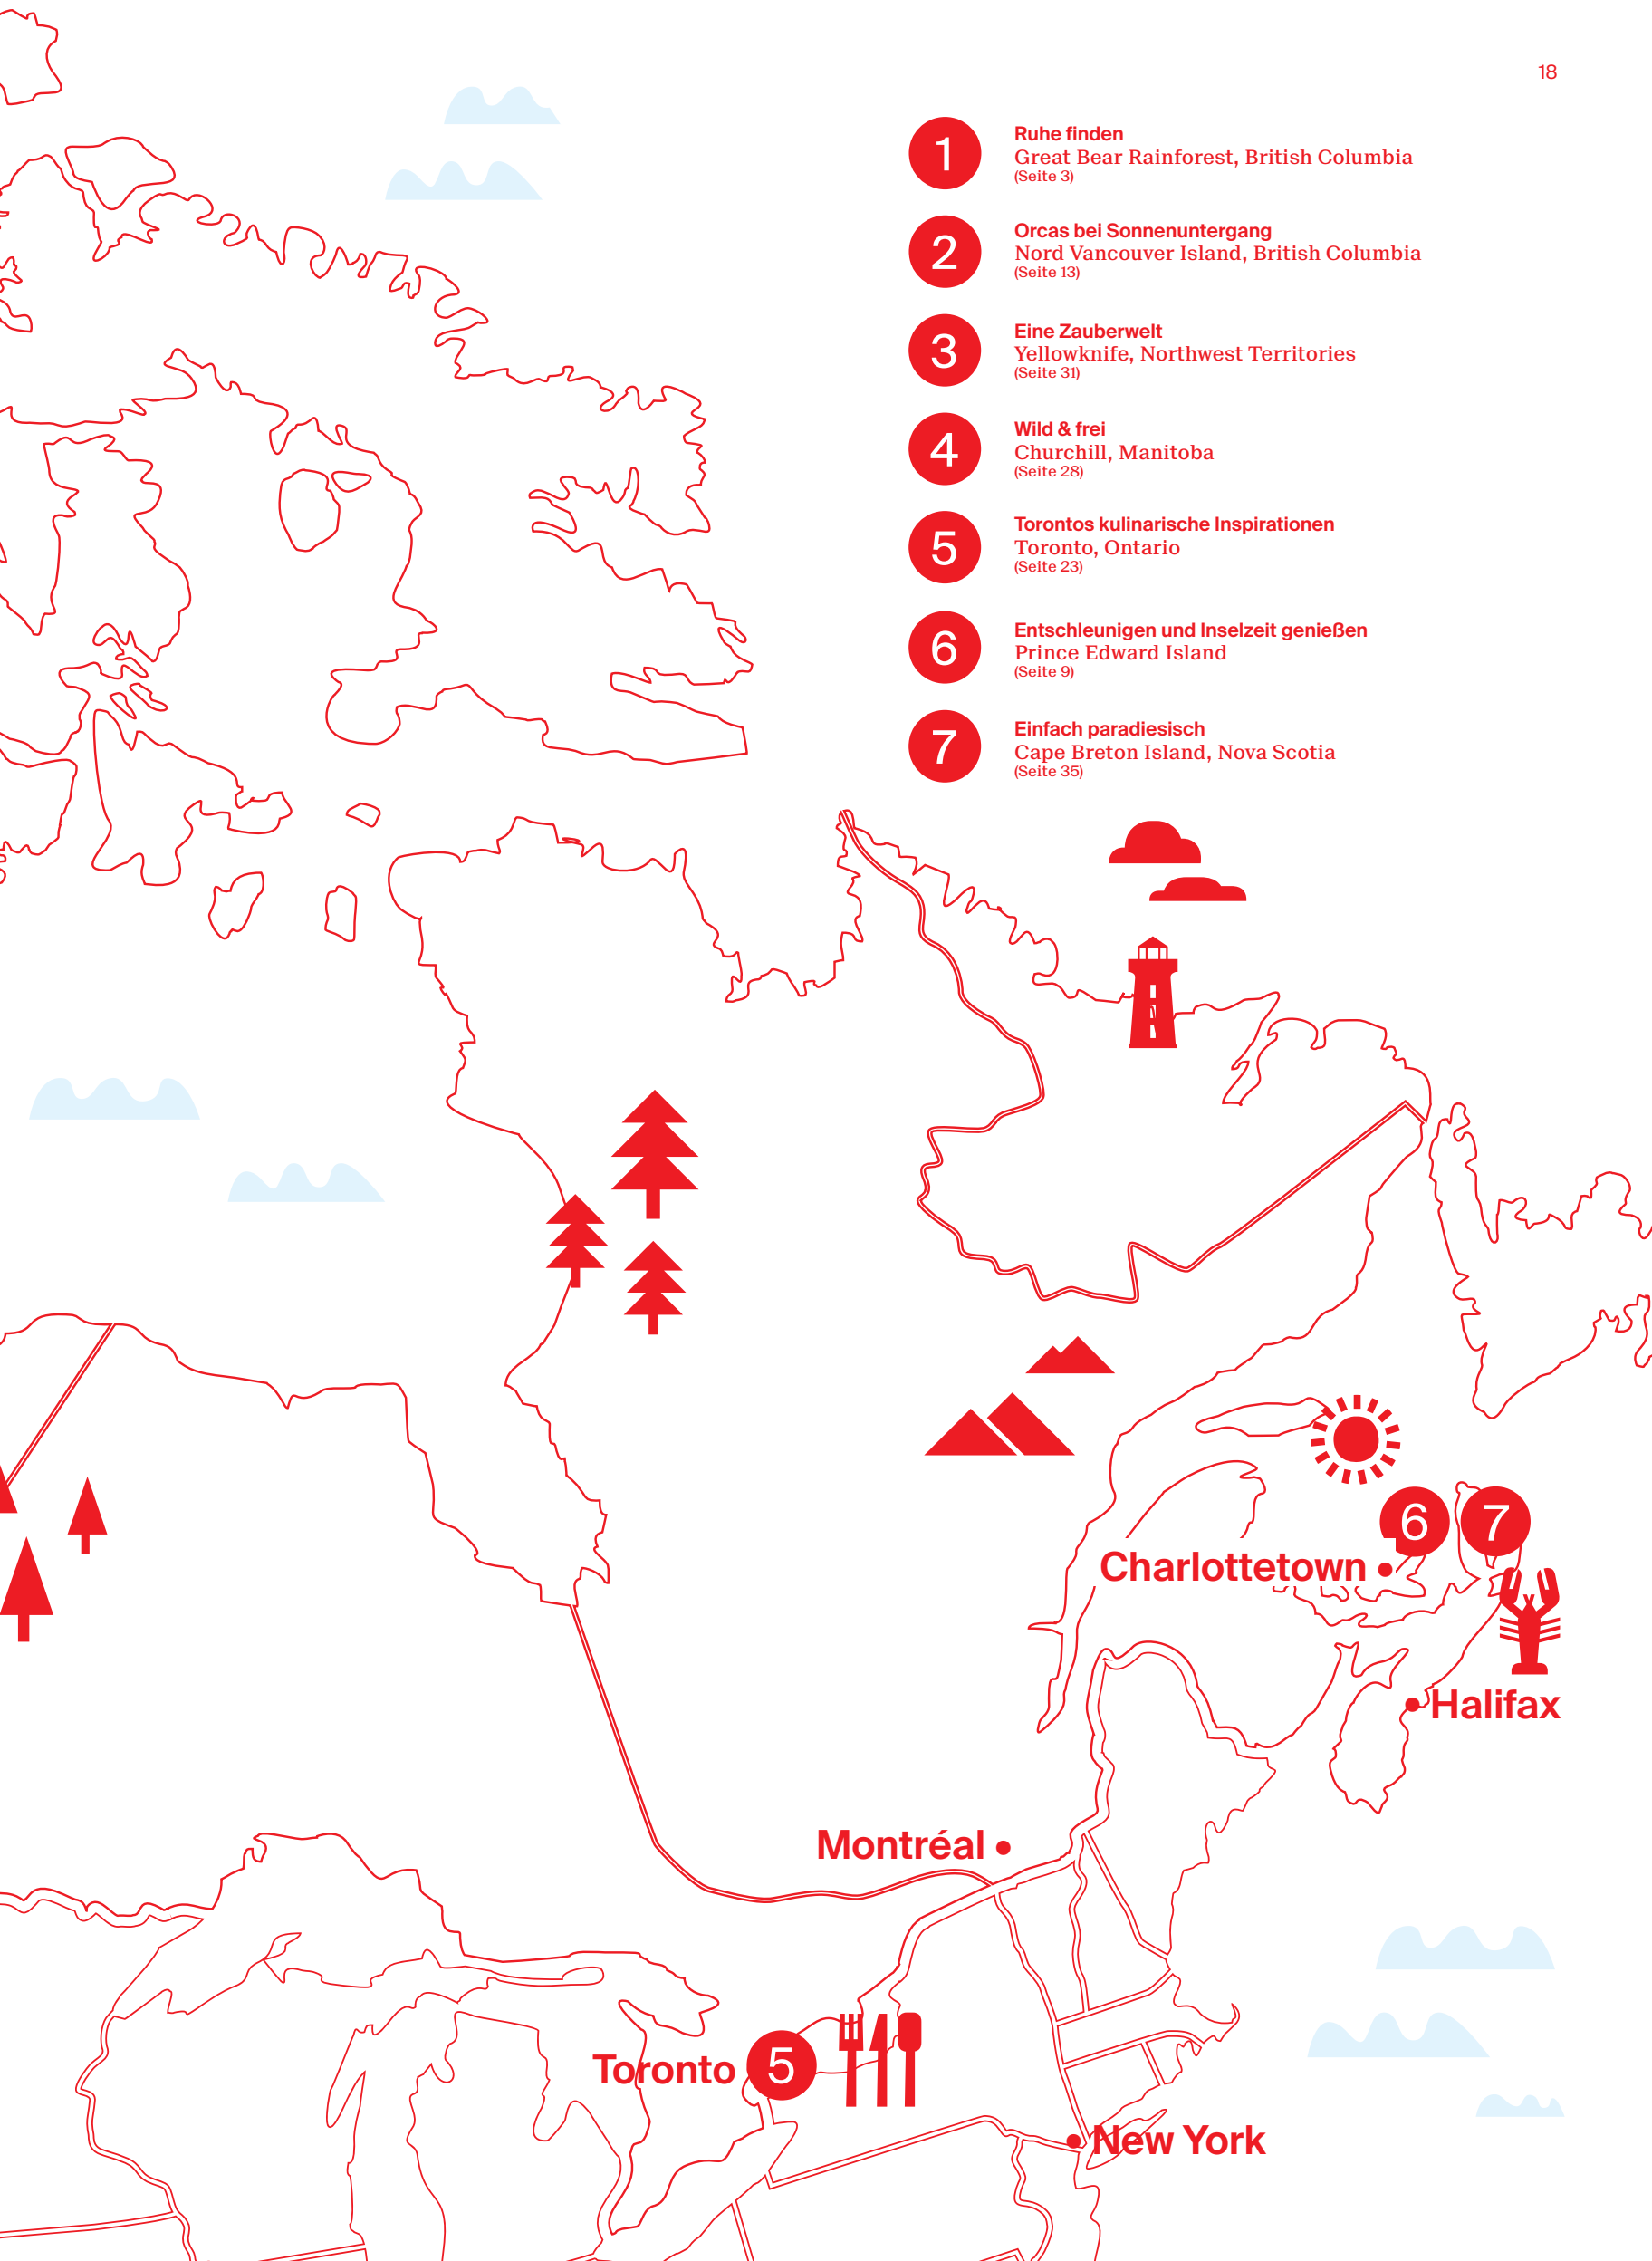 18
1
Ruhe finden
Great Bear Rainforest, British Columbia
(Seite 3)
2
Orcas bei Sonnenuntergang
Nord Vancouver Island, British Columbia
(Seite 13)
3
Eine Zauberwelt
Yellowknife, Northwest Territories
(Seite 31)
4
Wild & frei
Churchill, Manitoba
(Seite 28)
5
Torontos kulinarische Inspirationen
Toronto, Ontario
(Seite 23)
6
Entschleunigen und Inselzeit genießen
Prince Edward Island
(Seite 9)
7
Einfach paradiesisch
Cape Breton Island, Nova Scotia
(Seite 35)
6 7
Charlottetown
Halifax
Montréal
Toronto 5
New York